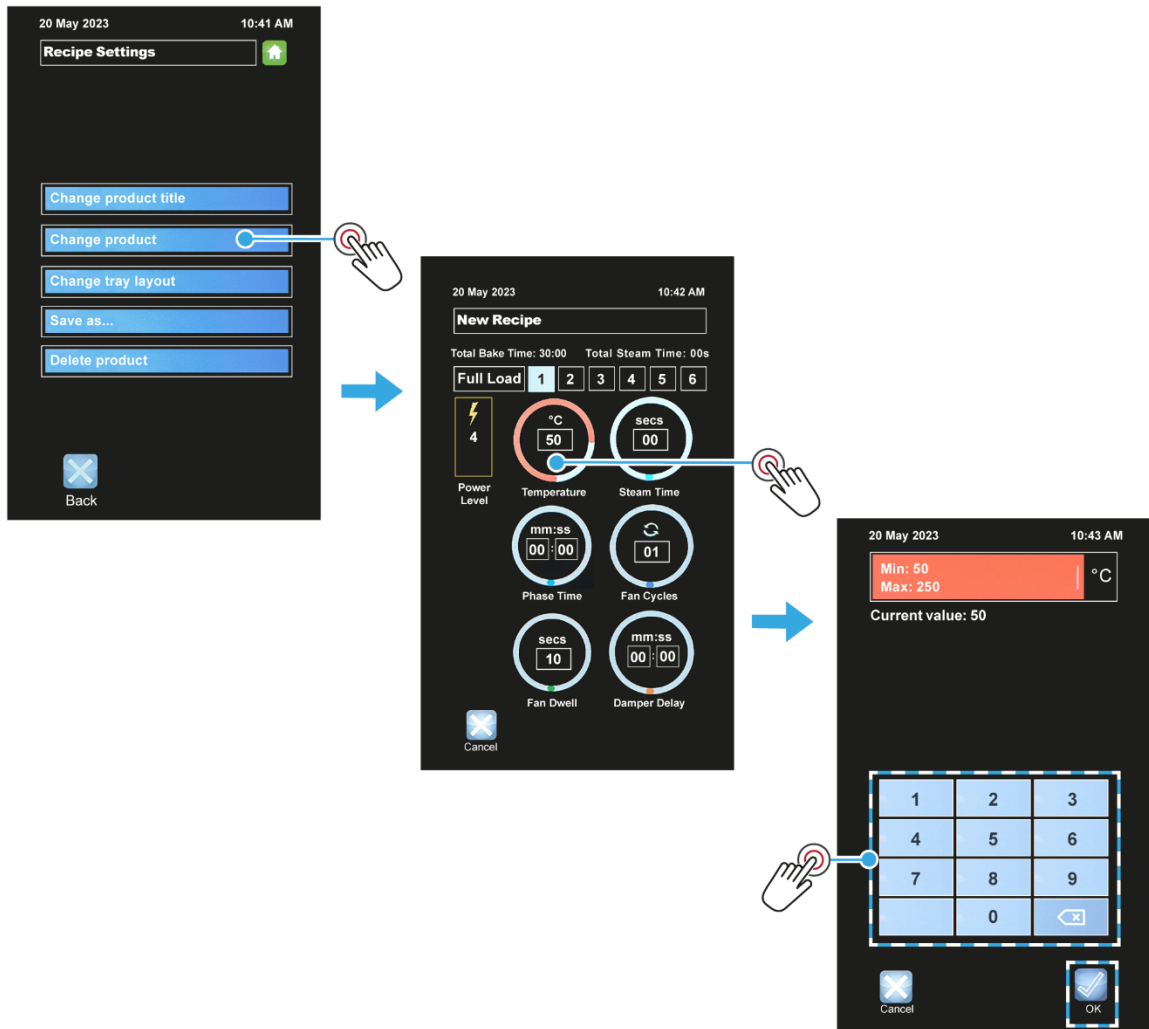 20 May 2023 10:41 AM
Recipe Settings
Change product title
Change product
Change tray layout
Save as...
Delete product
Back
20 May 2023 10:42 AM
New Recipe
Total Bake Time: 30:00 Total Steam Time: 00s
Full Load 1 2 3 4 5 6
4
Power
Level
°C
50
Temperature
secs
00
Steam Time
mm:ss
00:00
Phase Time
01
Fan Cycles
secs
10
Fan Dwell
mm:ss
00:00
Damper Delay
Cancel
20 May 2023 10:43 AM
Min: 50
Max: 250
°C
Current value: 50
1 2 3
4 5 6
7 8 9
0
Cancel
OK